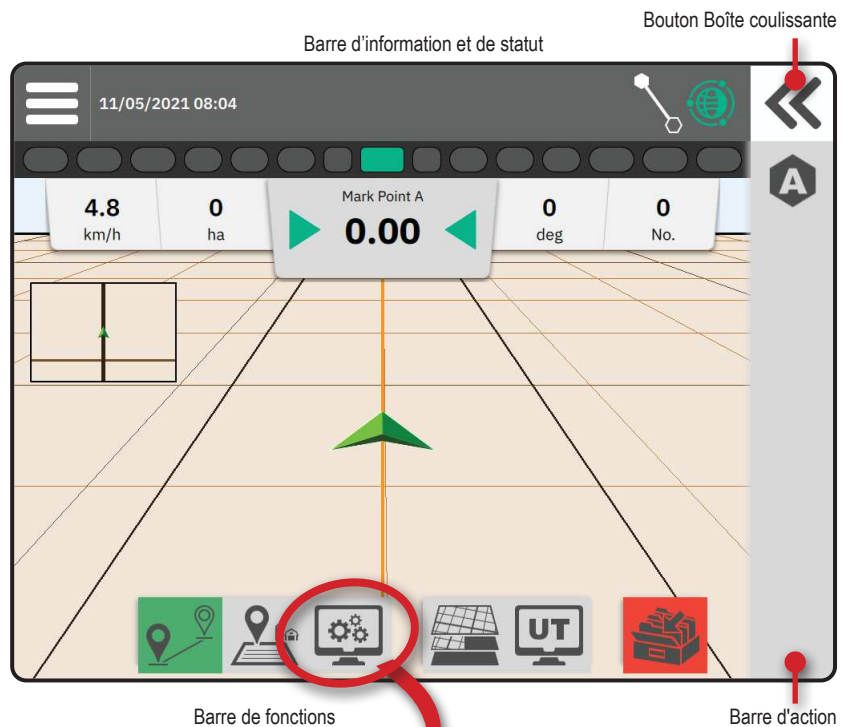 Bouton Boîte coulissante
Barre d'information et de statut
11/05/2021 08:04
A
4.8
km/h
0
ha
Mark Point A
0.00
0
deg
0
No.
UT
Barre de fonctions
Barre d'action